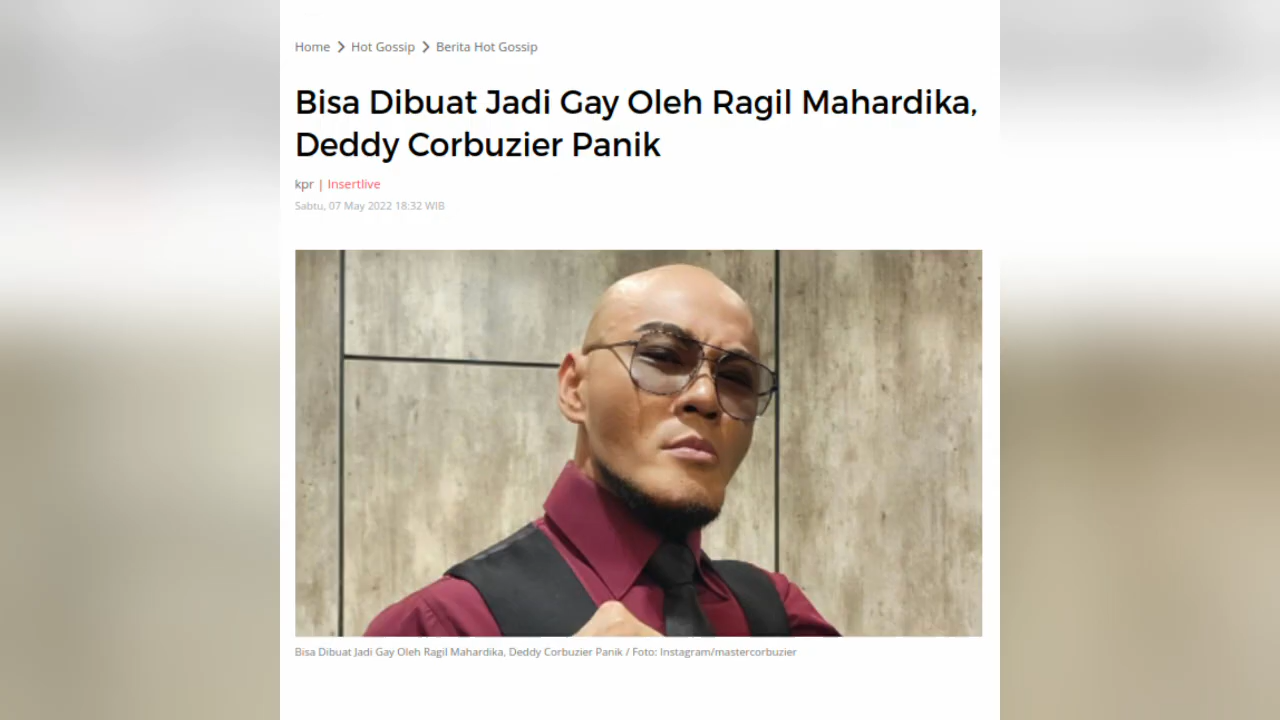 Home > Hot Gossip > Berita Hot Gossip
Bisa Dibuat Jadi Gay Oleh Ragil Mahardika,
Deddy Corbuzier Panik
kpr | Insertlive
Sabtu, 07 May 2022 18:32 WIB
Bisa Dibuat Jadi Gay Oleh Ragil Mahardika, Deddy Corbuzier Panik / Foto: Instagram/mastercorbuzier